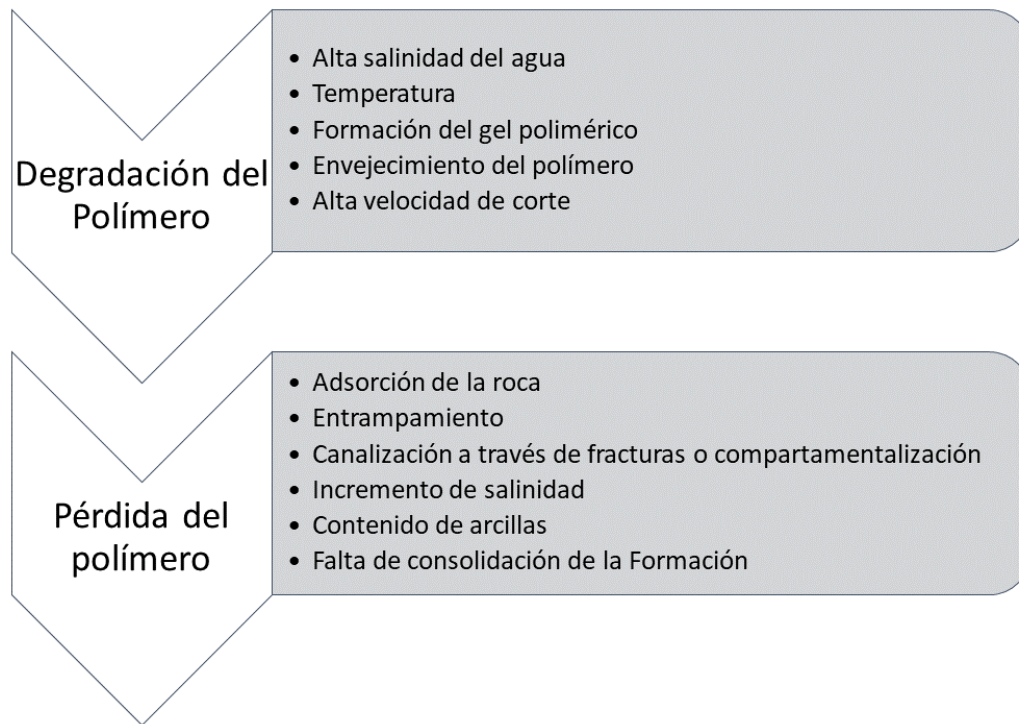 Degradación del
Polímero
• Alta salinidad del agua
• Temperatura
• Formación del gel polimérico
• Envejecimiento del polímero
• Alta velocidad de corte
Pérdida del
polímero
• Adsorción de la roca
• Entrampamiento
• Canalización a través de fracturas o compartamentalización
• Incremento de salinidad
• Contenido de arcillas
• Falta de consolidación de la Formación